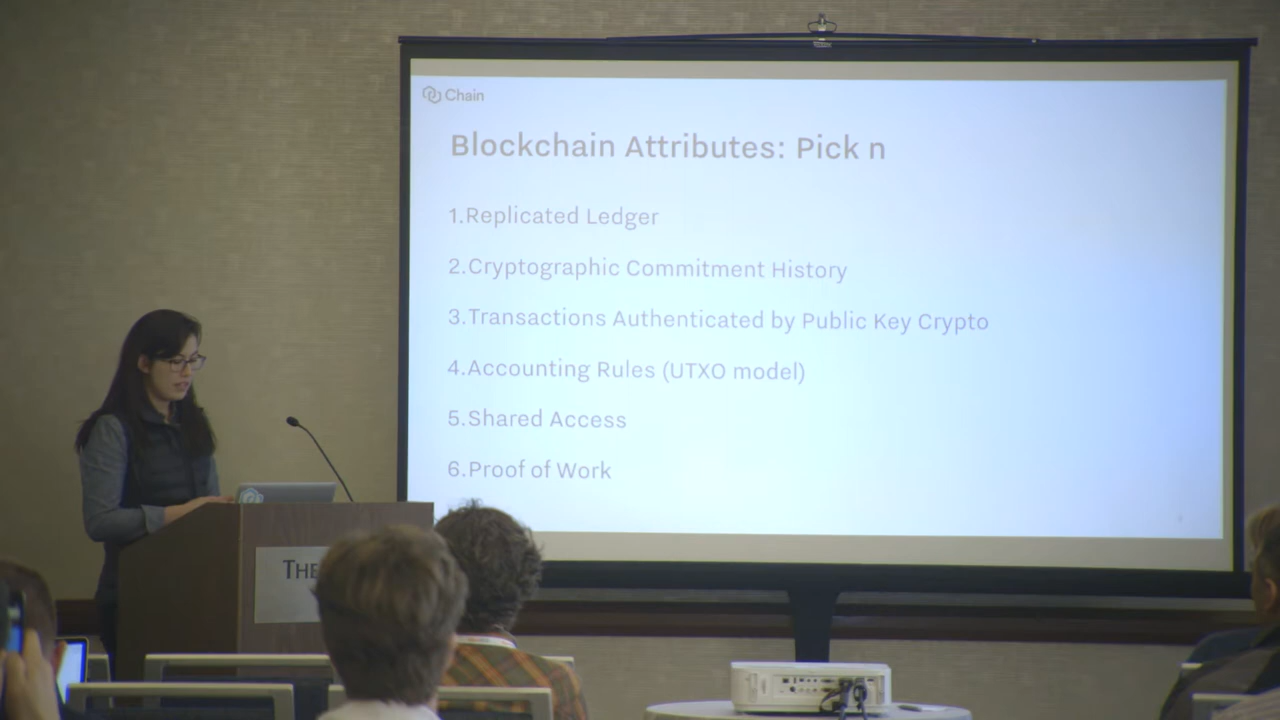 Chain
Blockchain Attributes: Pick n
1.Replicated Ledger
2.Cryptographic Commitment History
3.Transactions Authenticated by Public Key Crypto
4.Accounting Rules (UTXO model)
5.Shared Access
6.Proof of Work
THE